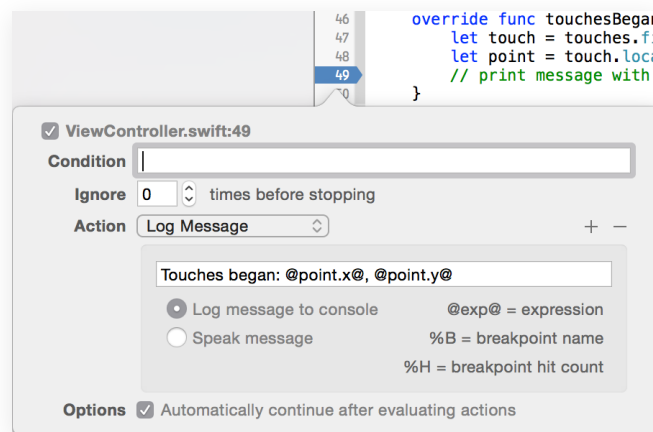 46 override func touchesBegan
47 let touch = touches.fi
48 let point = touch.loca
49 // print message with
50 }
ViewController.swift:49
Condition
Ignore 0 times before stopping
Action Log Message + −
Touches began: @point.x@, @point.y@
Log message to console @exp@ = expression
Speak message %B = breakpoint name
%H = breakpoint hit count
Options Automatically continue after evaluating actions